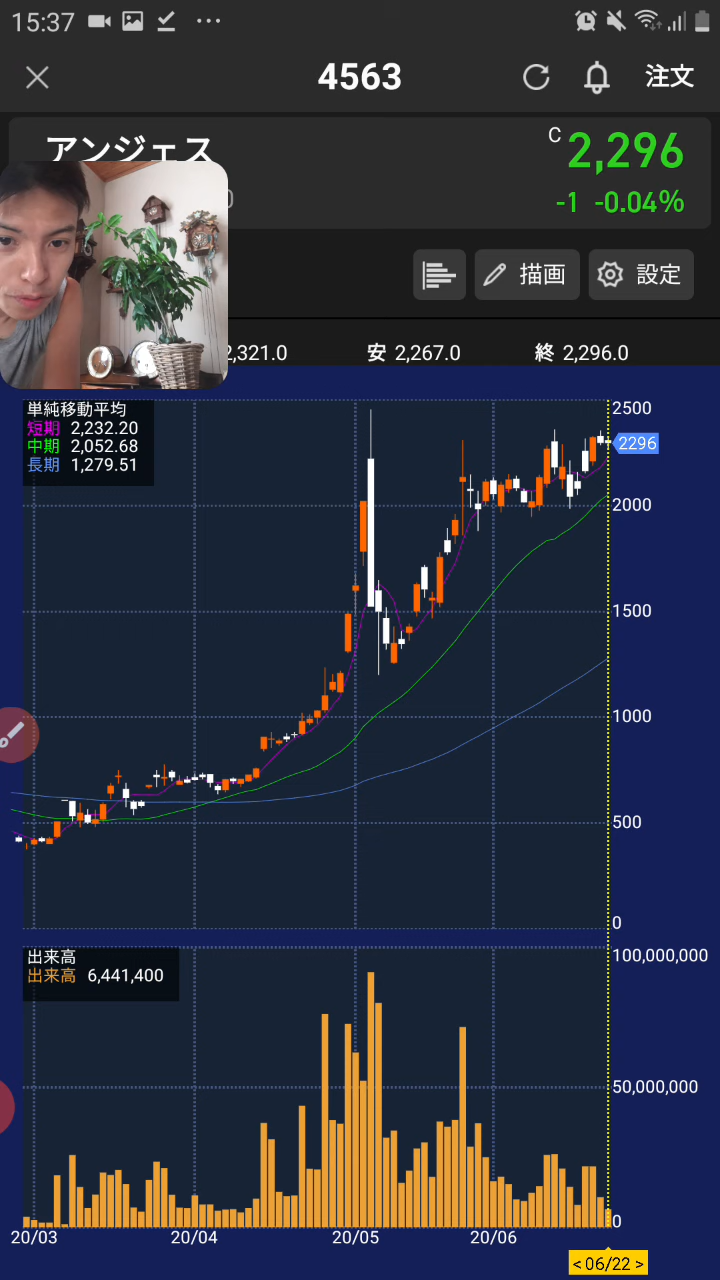 15:37
4563 注文
アンジェス
C 2,296
-1 -0.04%
描画 設定
2,321.0 安 2,267.0 終 2,296.0
単純移動平均
短期 2,232.20
中期 2,052.68
長期 1,279.51
2500
2296
2000
1500
1000
500
0
出来高
出来高 6,441,400
100,000,000
50,000,000
0
20/03 20/04 20/05 20/06
< 06/22 >